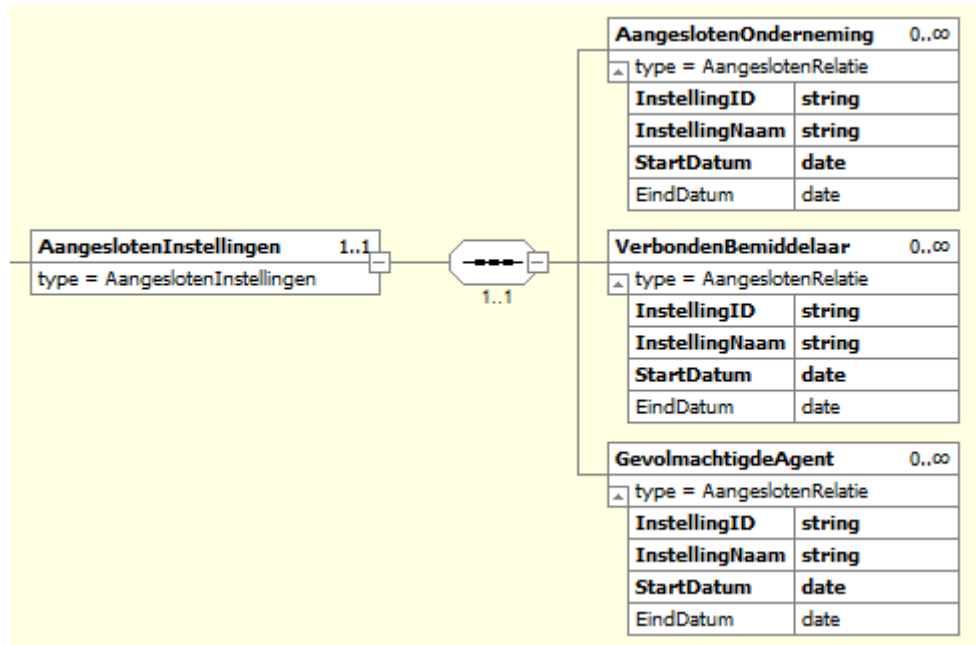 AangeslotenInstellingen 1..1
type = AangeslotenInstellingen
1..1
AangeslotenOnderneming 0..∞
type = AangeslotenRelatie
InstellingID string
InstellingNaam string
StartDatum date
EindDatum date
VerbondenBemiddelaar 0..∞
type = AangeslotenRelatie
InstellingID string
InstellingNaam string
StartDatum date
EindDatum date
GevolmachtigdeAgent 0..∞
type = AangeslotenRelatie
InstellingID string
InstellingNaam string
StartDatum date
EindDatum date